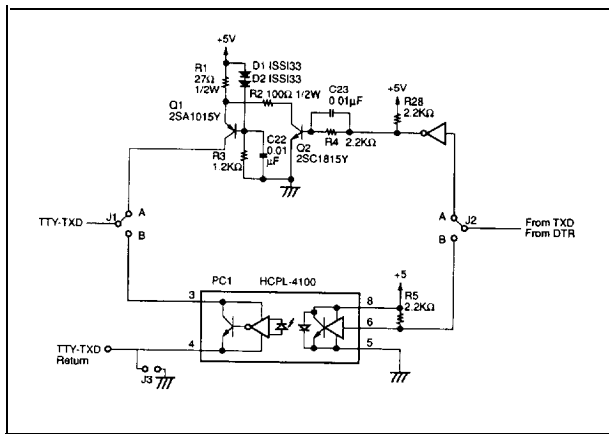 +5V
R1
27Ω
1/2W
D1 ISSI33
D2 ISSI33
R2 100Ω 1/2W
Q1
2SA1015Y
C23
0 01µF
+5V
R28
2.2KΩ
R4
2.2KΩ
Q2
2SC1815Y
C22
0.01
µF
R3
1.2KΩ
TTY-TXD
J1
A
B
A
B
J2
From TXD
From DTR
PC1
HCPL-4100
+5
R5
2.2KΩ
3
8
6
4
5
TTY-TXD
Return
J3